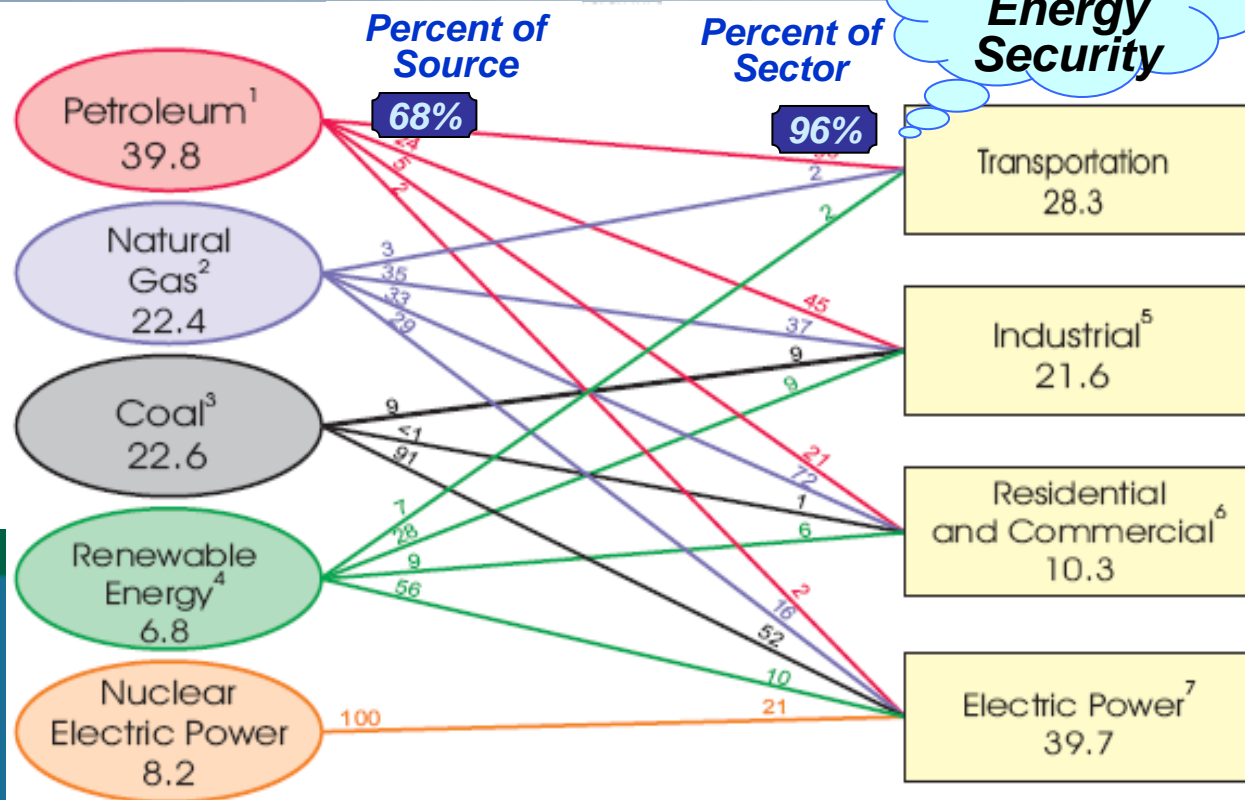 Energy
Security
Percent of
Source
Percent of
Sector
68%
96%
Petroleum¹
39.8
24
5
2
2
2
Transportation
28.3
Natural
Gas²
22.4
3
35
33
29
45
37
9
9
Industrial⁵
21.6
Coal³
22.6
9
<1
91
21
72
1
6
Residential
and Commercial⁶
10.3
Renewable
Energy⁴
6.8
7
28
9
56
2
16
52
10
21
Electric Power⁷
39.7
Nuclear
Electric Power
8.2
100